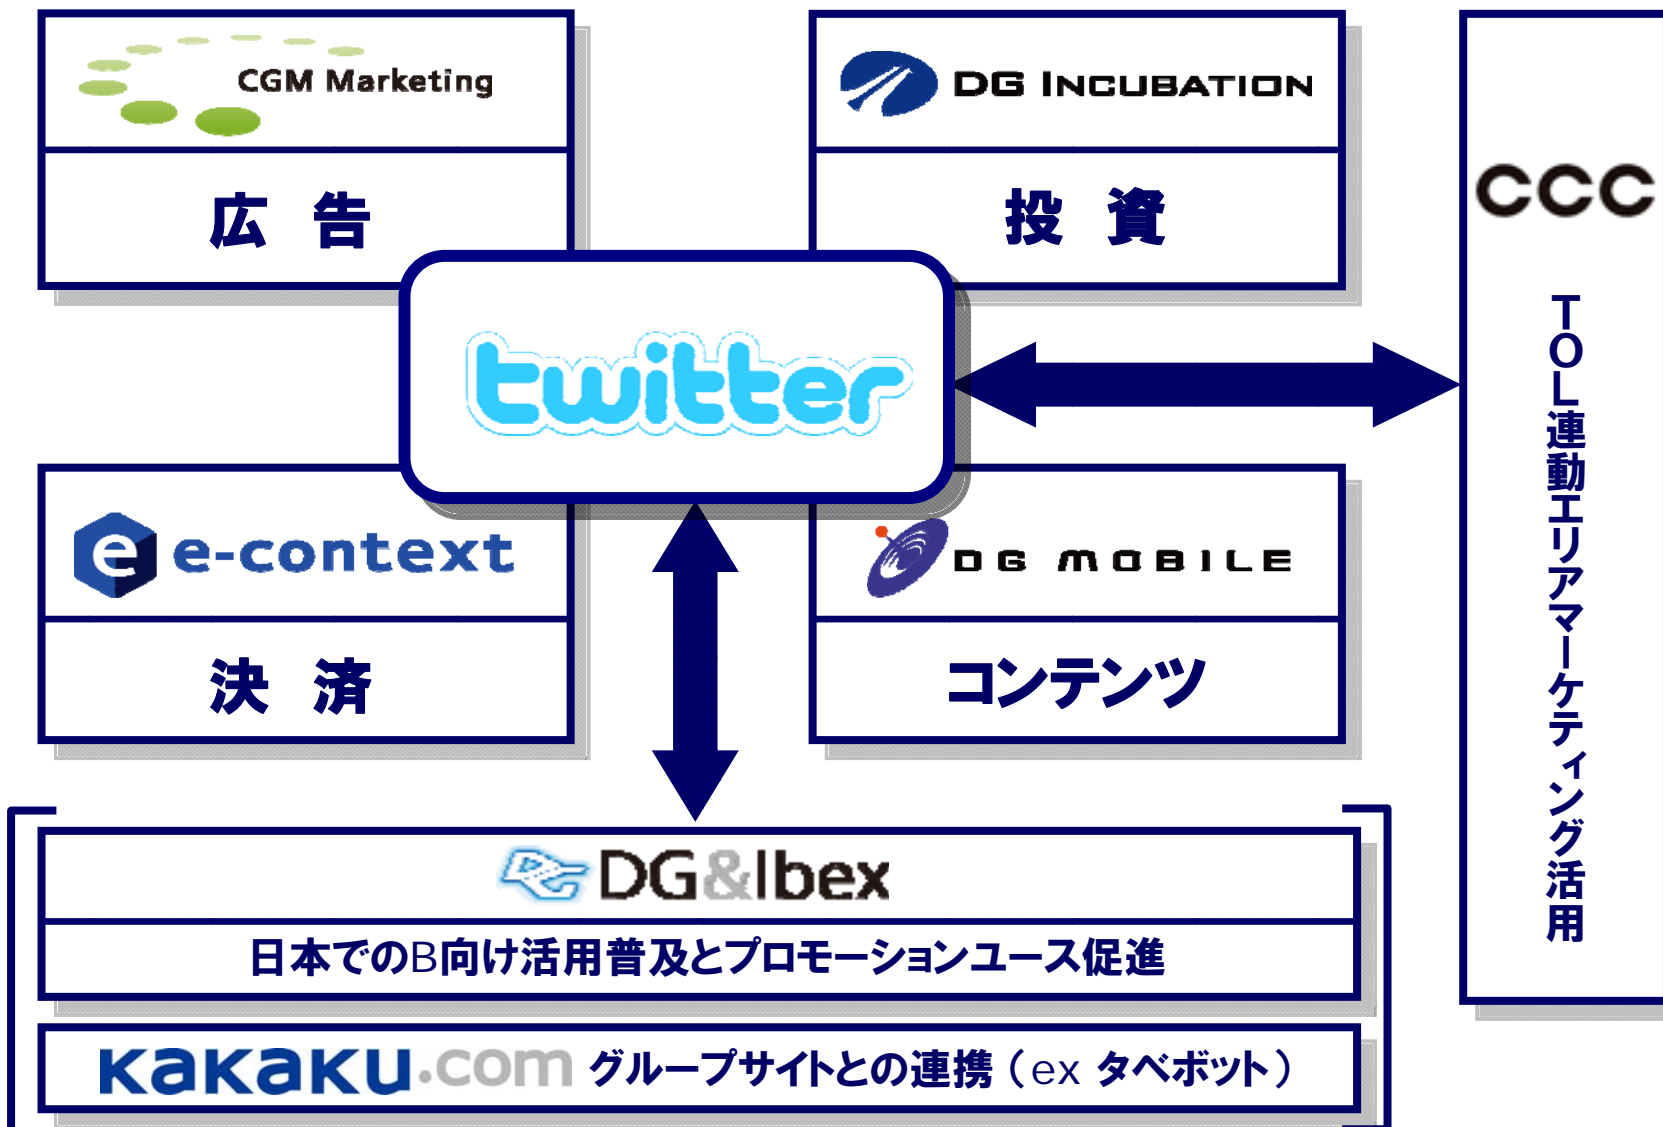 CGM Marketing
広 告
DG INCUBATION
投 資
twitter
e e-context
決 済
DG MOBILE
コンテンツ
CCC
TOL連動エリアマーケティング活用
DG&Ibex
日本でのB向け活用普及とプロモーションユース促進
KaKaKU.com グループサイトとの連携（ex タベボット）